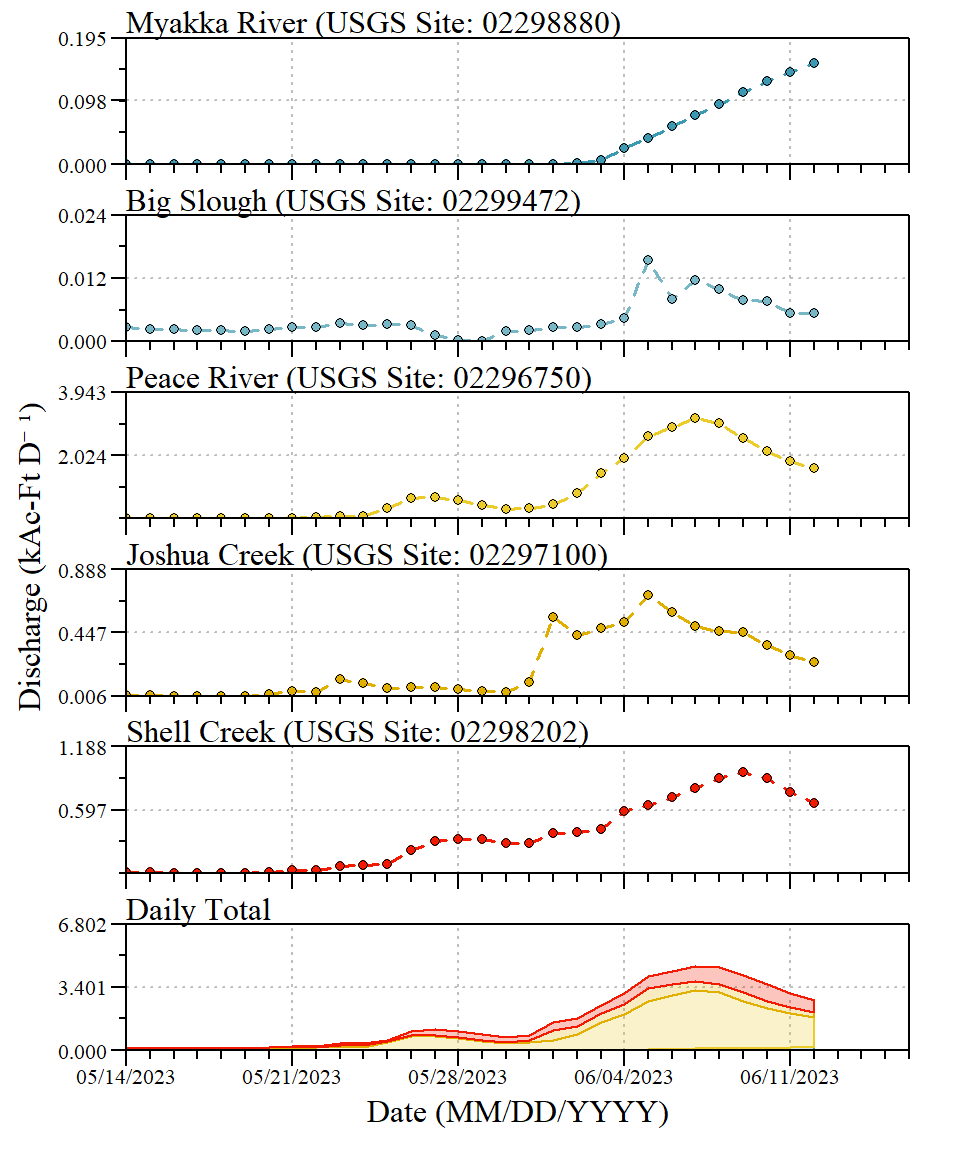 Myakka River (USGS Site: 02298880)
0.195
0.098
0.000
Big Slough (USGS Site: 02299472)
0.024
0.012
0.000
Peace River (USGS Site: 02296750)
3.943
2.024
Joshua Creek (USGS Site: 02297100)
0.888
0.447
0.006
Shell Creek (USGS Site: 02298202)
1.188
0.597
Daily Total
6.802
3.401
0.000
05/14/2023 05/21/2023 05/28/2023 06/04/2023 06/11/2023
Date (MM/DD/YYYY)
Discharge (kAc-Ft D⁻¹)